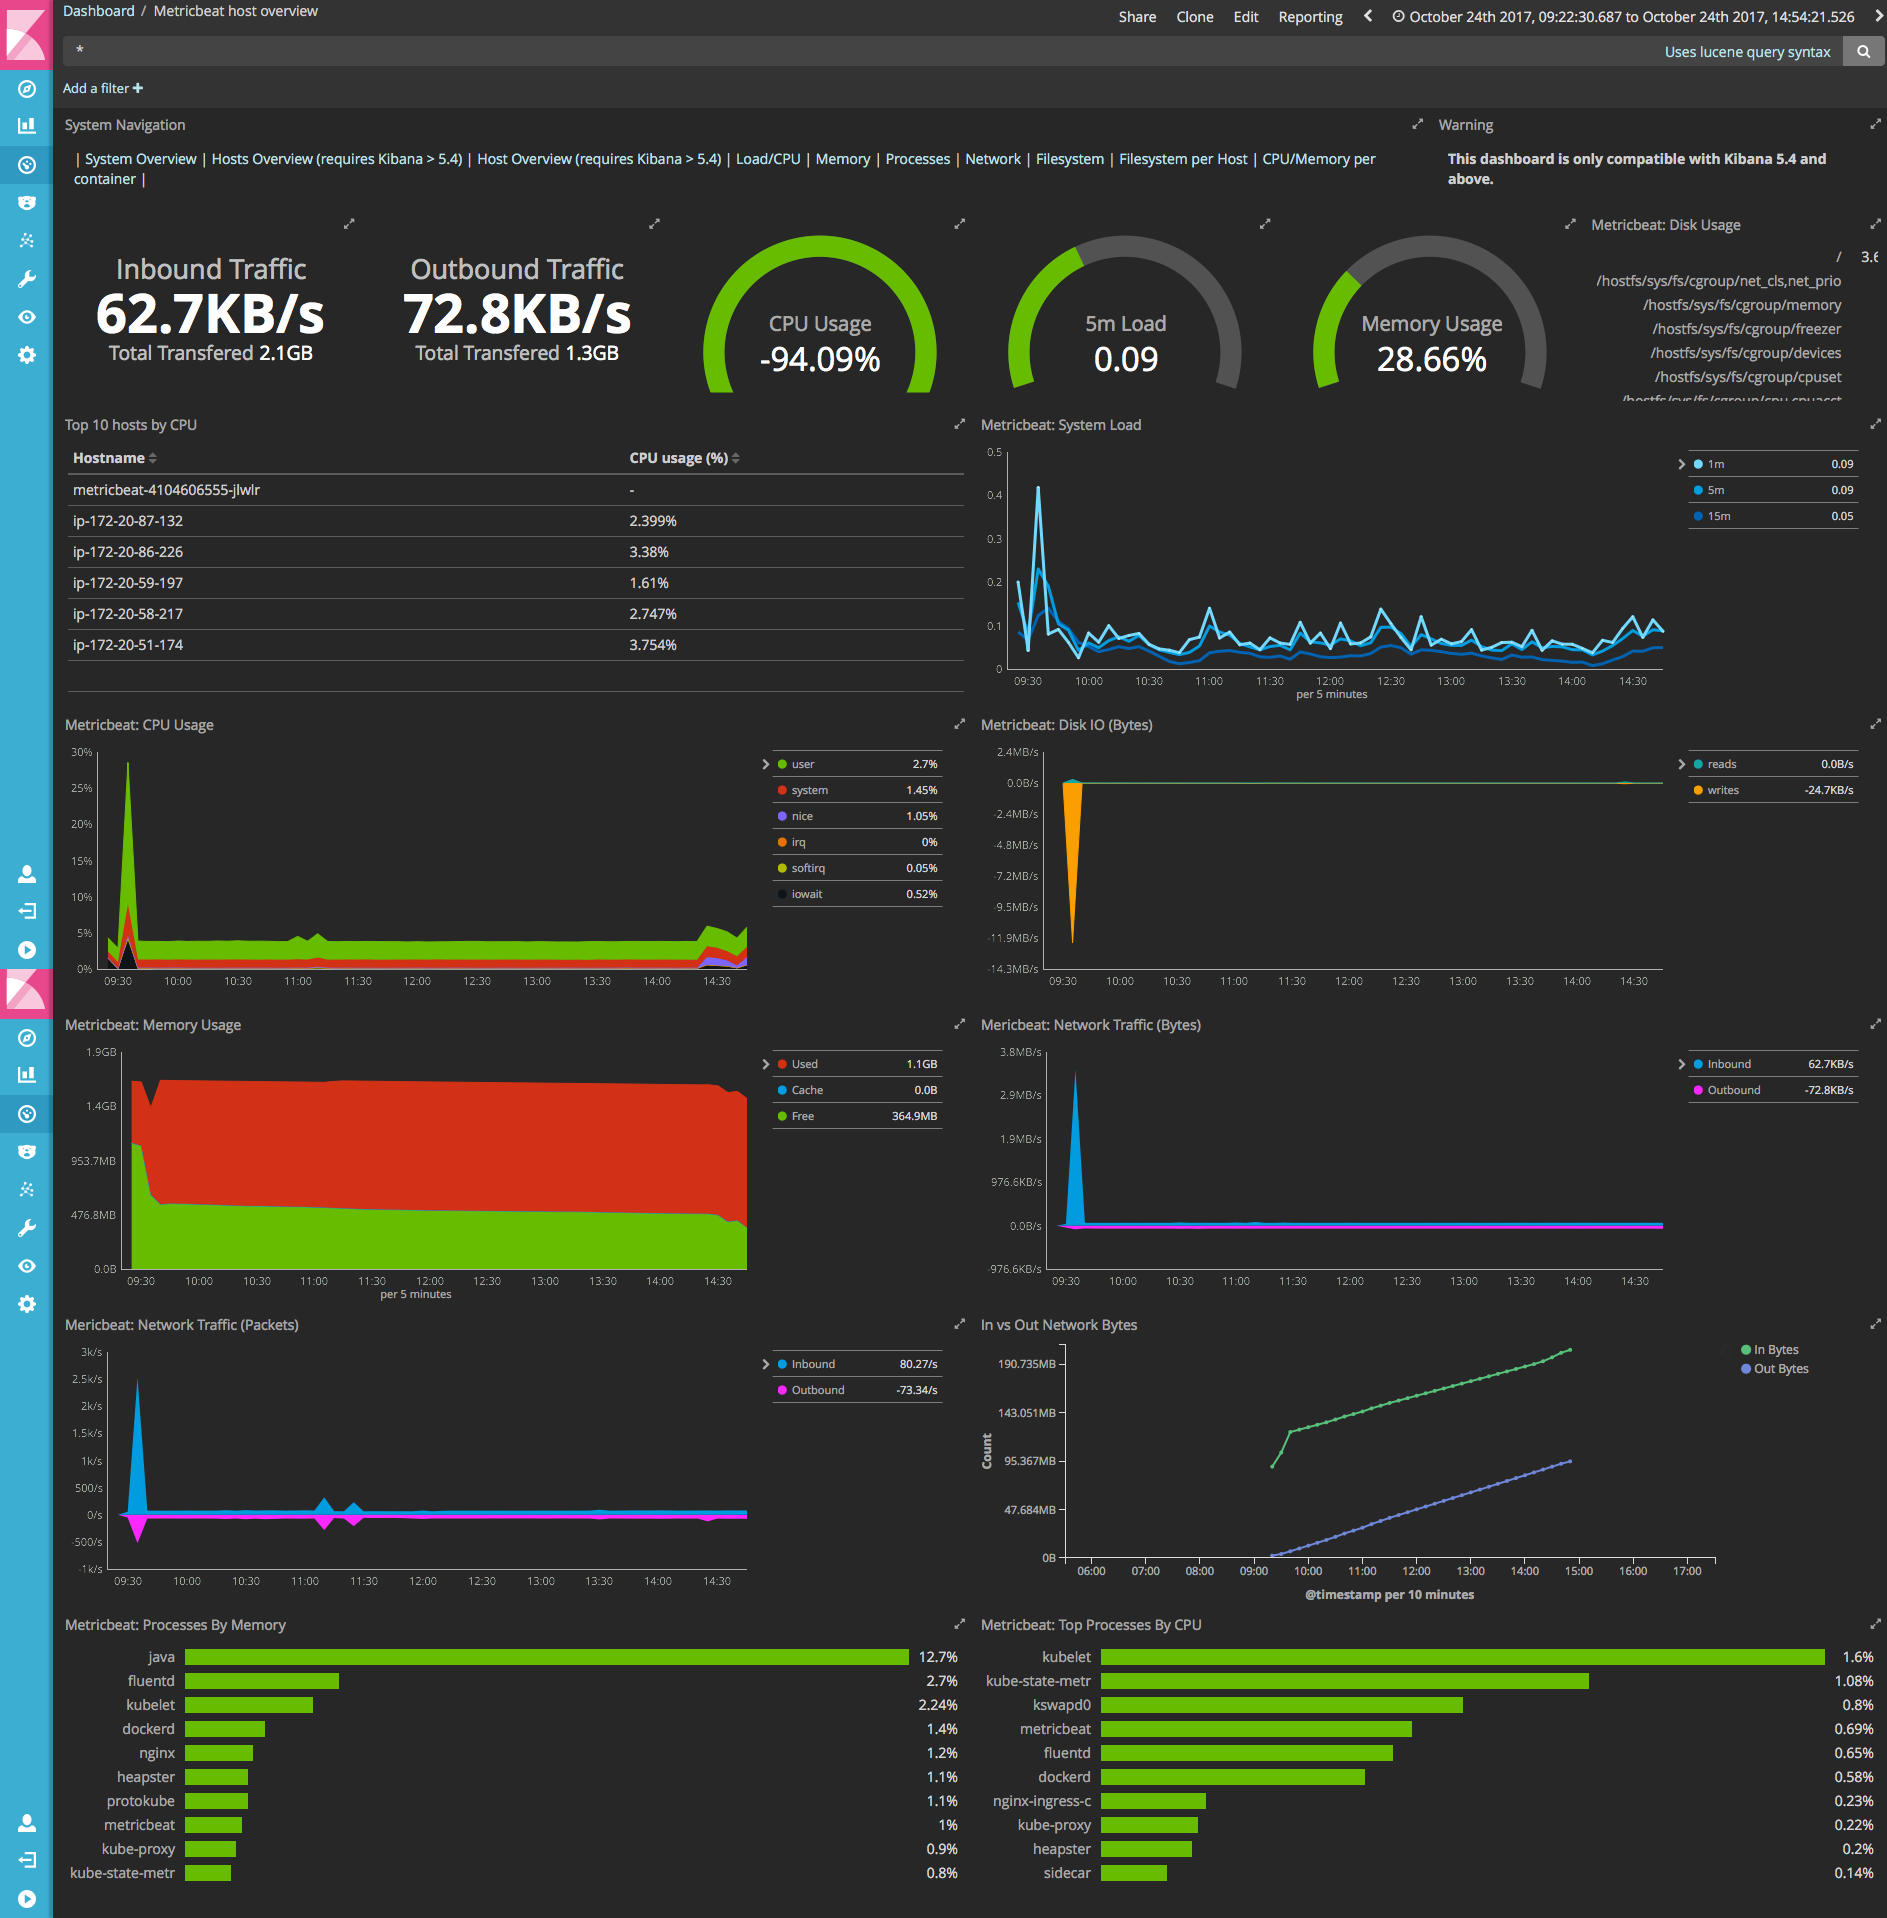 Dashboard / Metricbeat host overview
Share Clone Edit Reporting October 24th 2017, 09:22:30.687 to October 24th 2017, 14:54:21.526
*
Uses lucene query syntax
Add a filter +
System Navigation
| System Overview | Hosts Overview (requires Kibana > 5.4) | Host Overview (requires Kibana > 5.4) | Load/CPU | Memory | Processes | Network | Filesystem | Filesystem per Host | CPU/Memory per
container |
Warning
This dashboard is only compatible with Kibana 5.4 and
above.
Inbound Traffic
62.7KB/s
Total Transfered 2.1GB
Outbound Traffic
72.8KB/s
Total Transfered 1.3GB
CPU Usage
-94.09%
5m Load
0.09
Memory Usage
28.66%
Metricbeat: Disk Usage
/ 3.6
/hostfs/sys/fs/cgroup/net_cls,net_prio
/hostfs/sys/fs/cgroup/memory
/hostfs/sys/fs/cgroup/freezer
/hostfs/sys/fs/cgroup/devices
/hostfs/sys/fs/cgroup/cpuset
/hostfs/sys/fs/cgroup/cpu,cpuacct
Top 10 hosts by CPU
Hostname CPU usage (%)
metricbeat-4104606555-jlwlr -
ip-172-20-87-132 2.399%
ip-172-20-86-226 3.38%
ip-172-20-59-197 1.61%
ip-172-20-58-217 2.747%
ip-172-20-51-174 3.754%
Metricbeat: System Load
0.5
0.4
0.3
0.2
0.1
0
09:30 10:00 10:30 11:00 11:30 12:00 12:30 13:00 13:30 14:00 14:30
per 5 minutes
1m 0.09
5m 0.09
15m 0.05
Metricbeat: CPU Usage
30%
25%
20%
15%
10%
5%
0%
09:30 10:00 10:30 11:00 11:30 12:00 12:30 13:00 13:30 14:00 14:30
user 2.7%
system 1.45%
nice 1.05%
irq 0%
softirq 0.05%
iowait 0.52%
Metricbeat: Disk IO (Bytes)
2.4MB/s
0.0B/s
-2.4MB/s
-4.8MB/s
-7.2MB/s
-9.5MB/s
-11.9MB/s
-14.3MB/s
09:30 10:00 10:30 11:00 11:30 12:00 12:30 13:00 13:30 14:00 14:30
reads 0.0B/s
writes -24.7KB/s
Metricbeat: Memory Usage
1.9GB
1.4GB
953.7MB
476.8MB
0.0B
09:30 10:00 10:30 11:00 11:30 12:00 12:30 13:00 13:30 14:00 14:30
per 5 minutes
Used 1.1GB
Cache 0.0B
Free 364.9MB
Mericbeat: Network Traffic (Bytes)
3.8MB/s
2.9MB/s
1.9MB/s
976.6KB/s
0.0B/s
-976.6KB/s
09:30 10:00 10:30 11:00 11:30 12:00 12:30 13:00 13:30 14:00 14:30
Inbound 62.7KB/s
Outbound -72.8KB/s
Mericbeat: Network Traffic (Packets)
3k/s
2.5k/s
2k/s
1.5k/s
1k/s
500/s
0/s
-500/s
-1k/s
09:30 10:00 10:30 11:00 11:30 12:00 12:30 13:00 13:30 14:00 14:30
Inbound 80.27/s
Outbound -73.34/s
In vs Out Network Bytes
Count
190.735MB
143.051MB
95.367MB
47.684MB
0B
06:00 07:00 08:00 09:00 10:00 11:00 12:00 13:00 14:00 15:00 16:00 17:00
@timestamp per 10 minutes
In Bytes
Out Bytes
Metricbeat: Processes By Memory
java 12.7%
fluentd 2.7%
kubelet 2.24%
dockerd 1.4%
nginx 1.2%
heapster 1.1%
protokube 1.1%
metricbeat 1%
kube-proxy 0.9%
kube-state-metr 0.8%
Metricbeat: Top Processes By CPU
kubelet 1.6%
kube-state-metr 1.08%
kswapd0 0.8%
metricbeat 0.69%
fluentd 0.65%
dockerd 0.58%
nginx-ingress-c 0.23%
kube-proxy 0.22%
heapster 0.2%
sidecar 0.14%